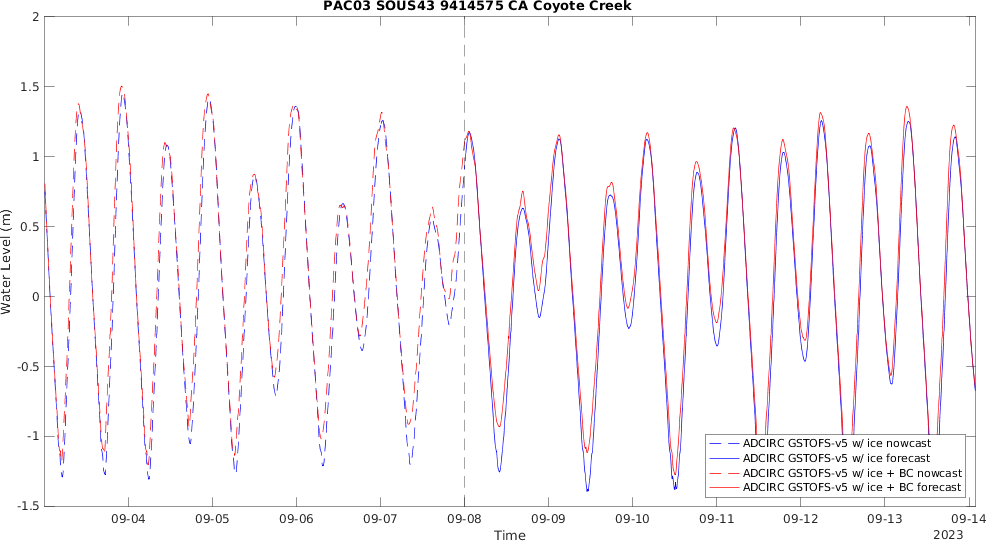 PAC03 SOUS43 9414575 CA Coyote Creek
2
1.5
1
0.5
0
-0.5
-1
-1.5
Water Level (m)
ADCIRC GSTOFS-v5 w/ ice nowcast
ADCIRC GSTOFS-v5 w/ ice forecast
ADCIRC GSTOFS-v5 w/ ice + BC nowcast
ADCIRC GSTOFS-v5 w/ ice + BC forecast
09-04 09-05 09-06 09-07 09-08 09-09 09-10 09-11 09-12 09-13 09-14
Time
2023